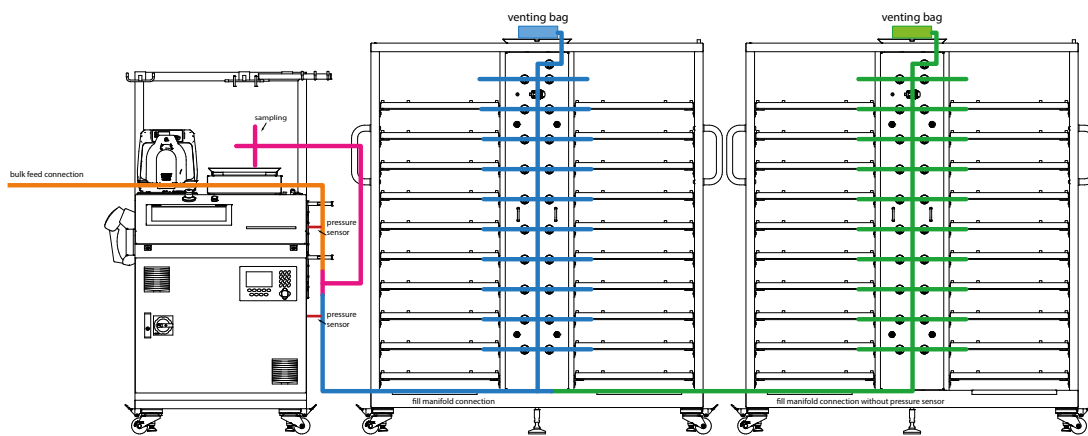 venting bag
venting bag
sampling
bulk feed connection
pressure
sensor
pressure
sensor
fill manifold connection
fill manifold connection without pressure sensor